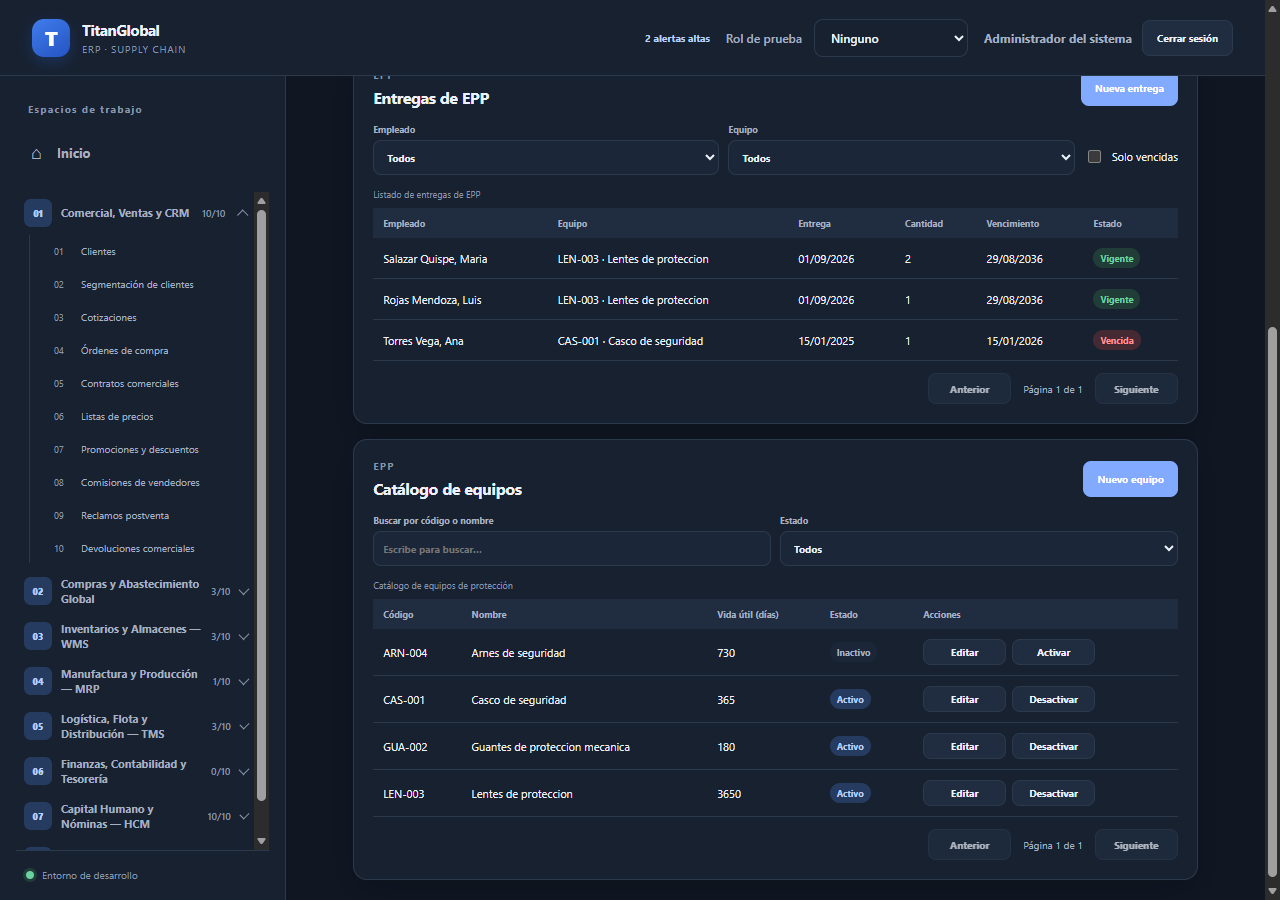 T
TitanGlobal
ERP · SUPPLY CHAIN
2 alertas altas
Rol de prueba
Ninguno
Administrador del sistema
Cerrar sesión
Espacios de trabajo
Inicio
01 Comercial, Ventas y CRM 10/10
01 Clientes
02 Segmentación de clientes
03 Cotizaciones
04 Órdenes de compra
05 Contratos comerciales
06 Listas de precios
07 Promociones y descuentos
08 Comisiones de vendedores
09 Reclamos postventa
10 Devoluciones comerciales
02 Compras y Abastecimiento Global 3/10
03 Inventarios y Almacenes — WMS 3/10
04 Manufactura y Producción — MRP 1/10
05 Logística, Flota y Distribución — TMS 3/10
06 Finanzas, Contabilidad y Tesorería 0/10
07 Capital Humano y Nóminas — HCM 10/10
Entorno de desarrollo
Entregas de EPP
Nueva entrega
Empleado
Todos
Equipo
Todos
Solo vencidas
Listado de entregas de EPP
Empleado Equipo Entrega Cantidad Vencimiento Estado
Salazar Quispe, Maria LEN-003 · Lentes de proteccion 01/09/2026 2 29/08/2036 Vigente
Rojas Mendoza, Luis LEN-003 · Lentes de proteccion 01/09/2026 1 29/08/2036 Vigente
Torres Vega, Ana CAS-001 · Casco de seguridad 15/01/2025 1 15/01/2026 Vencida
Anterior Página 1 de 1 Siguiente
EPP
Catálogo de equipos
Nuevo equipo
Buscar por código o nombre
Escribe para buscar...
Estado
Todos
Catálogo de equipos de protección
Código Nombre Vida útil (días) Estado Acciones
ARN-004 Arnes de seguridad 730 Inactivo Editar Activar
CAS-001 Casco de seguridad 365 Activo Editar Desactivar
GUA-002 Guantes de proteccion mecanica 180 Activo Editar Desactivar
LEN-003 Lentes de proteccion 3650 Activo Editar Desactivar
Anterior Página 1 de 1 Siguiente